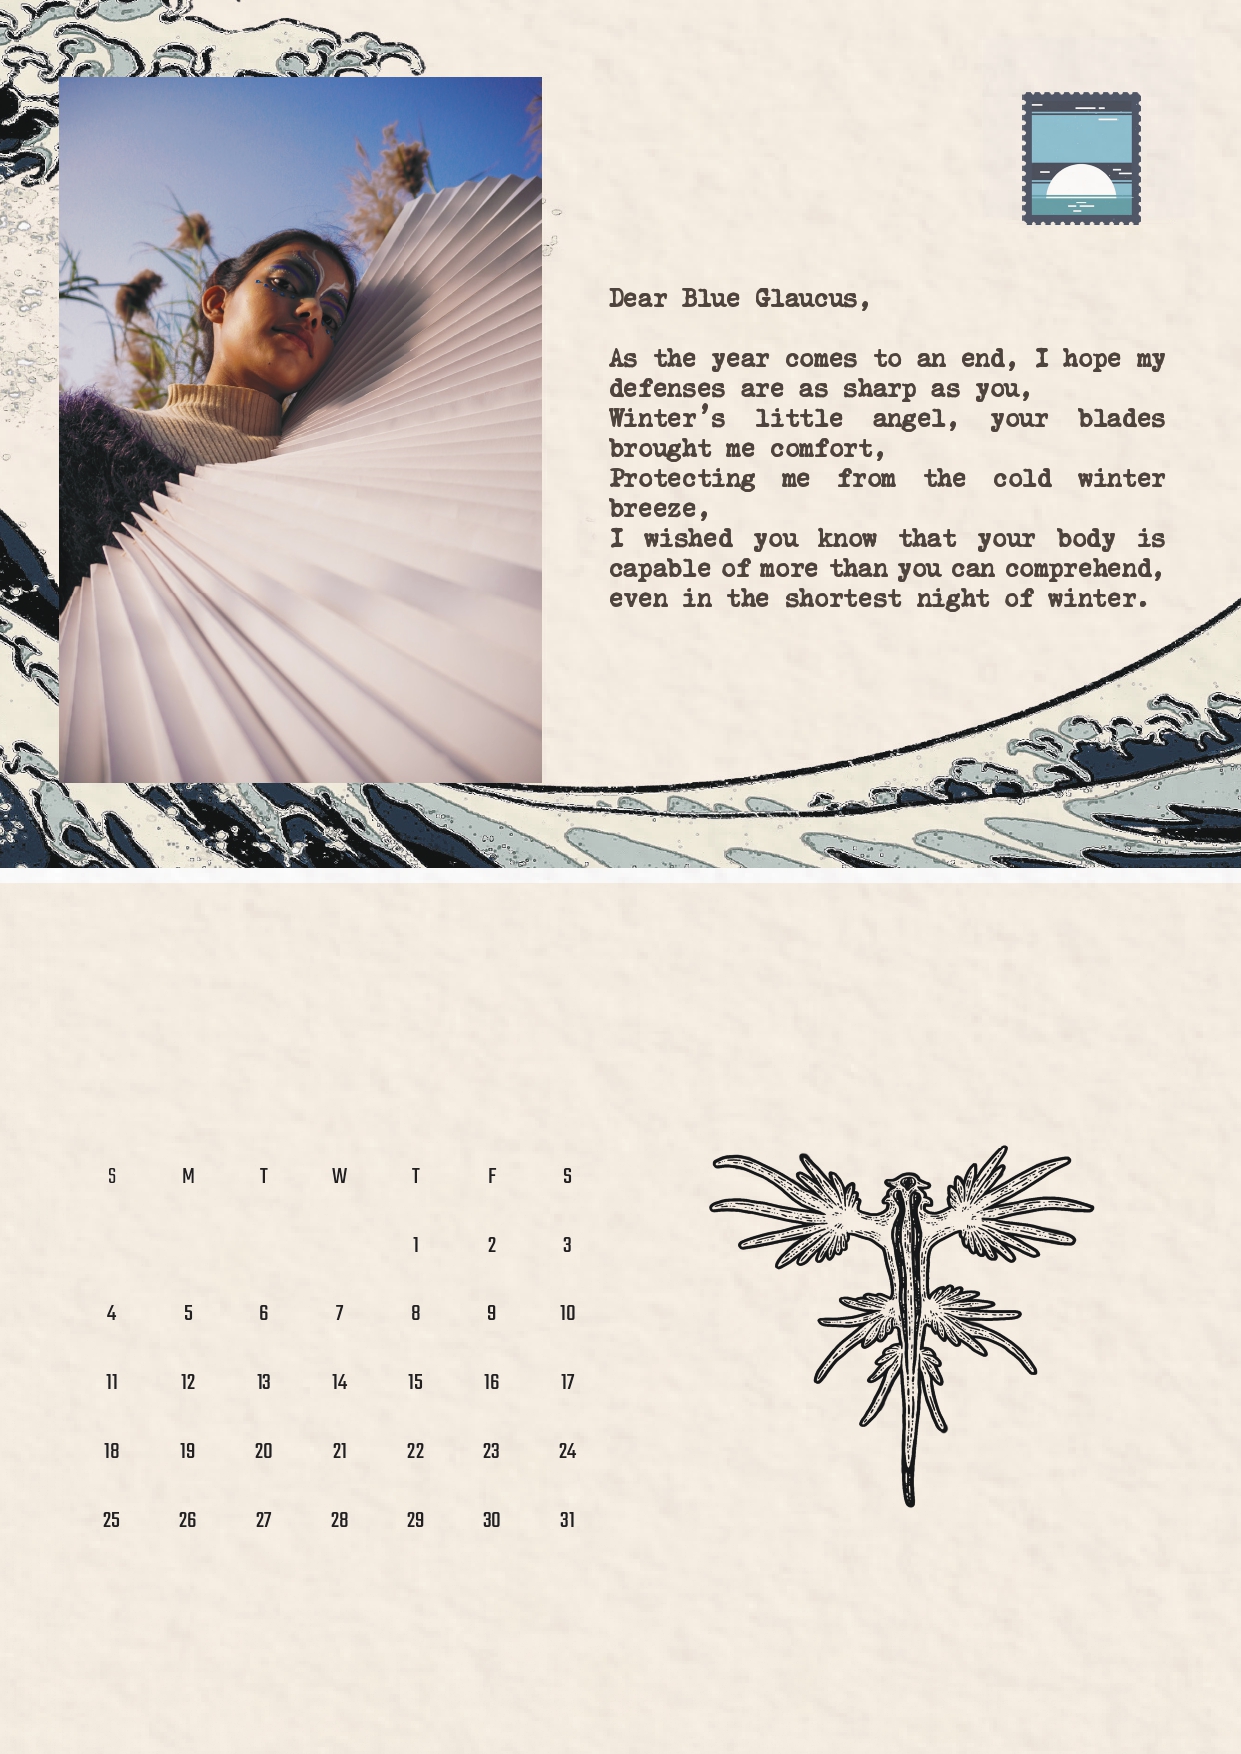 Dear Blue Glaucus,
As the year comes to an end, I hope my
defenses are as sharp as you,
Winter's little angel, your blades
brought me comfort,
Protecting me from the cold winter
breeze,
I wished you know that your body is
capable of more than you can comprehend,
even in the shortest night of winter.
S M T W T F S
1 2 3
4 5 6 7 8 9 10
11 12 13 14 15 16 17
18 19 20 21 22 23 24
25 26 27 28 29 30 31